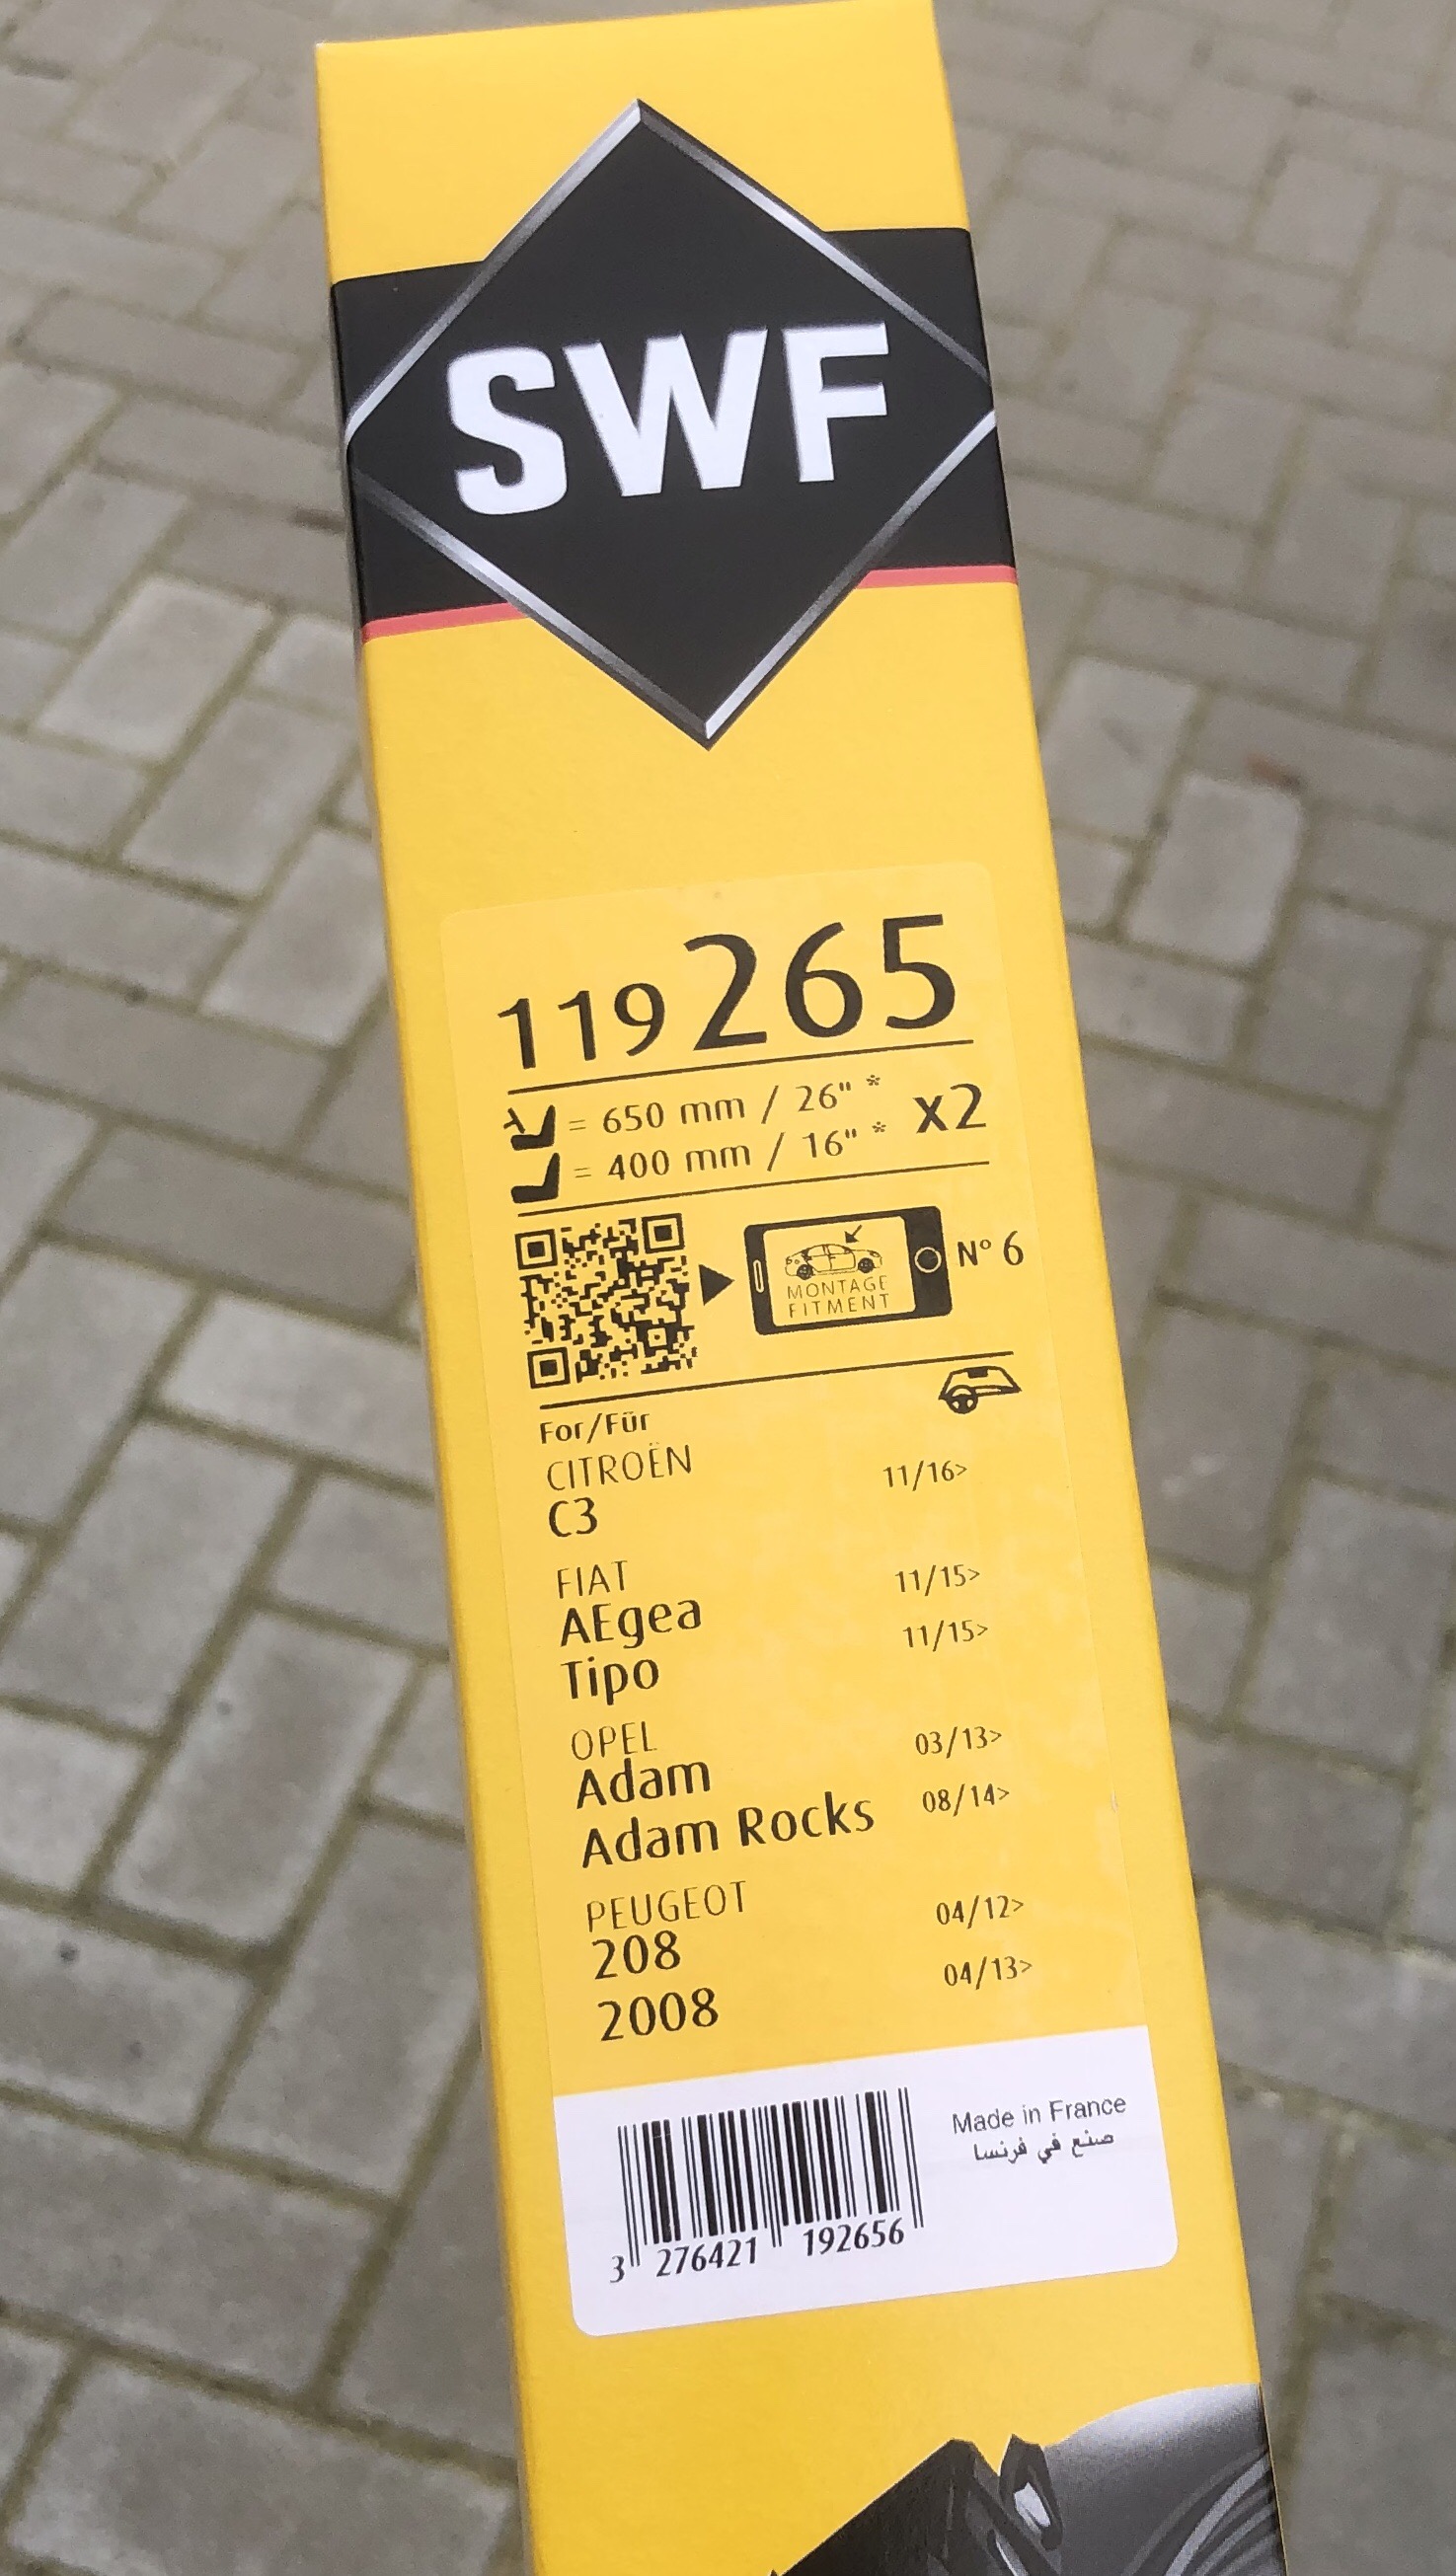 SWF
119 265
= 650 mm / 26" *
= 400 mm / 16" *
x2
MONTAGE
FITMENT
N° 6
For/Für
CITROËN
C3 11/16>
FIAT
AEgea 11/15>
Tipo 11/15>
OPEL
Adam 03/13>
Adam Rocks 08/14>
PEUGEOT
208 04/12>
2008 04/13>
Made in France
صنع في فرنسا
3 276421 192656